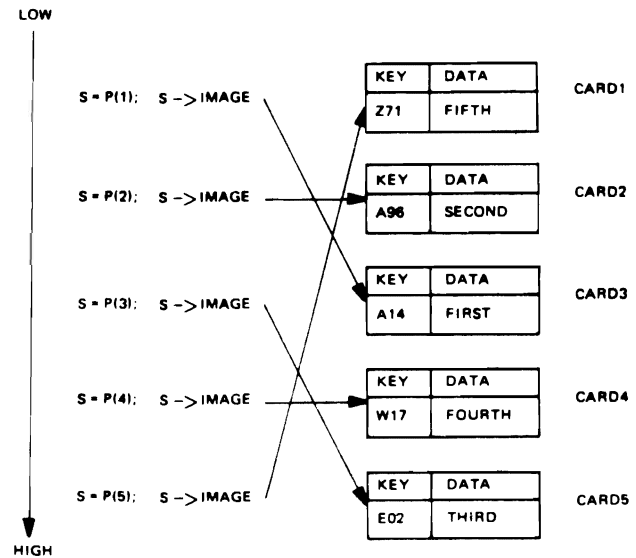 LOW
KEY DATA
S = P(1); S -> IMAGE Z71 FIFTH CARD1
KEY DATA
S = P(2); S -> IMAGE A96 SECOND CARD2
KEY DATA
S = P(3); S -> IMAGE A14 FIRST CARD3
KEY DATA
S = P(4); S -> IMAGE W17 FOURTH CARD4
KEY DATA
S = P(5); S -> IMAGE E02 THIRD CARD5
HIGH